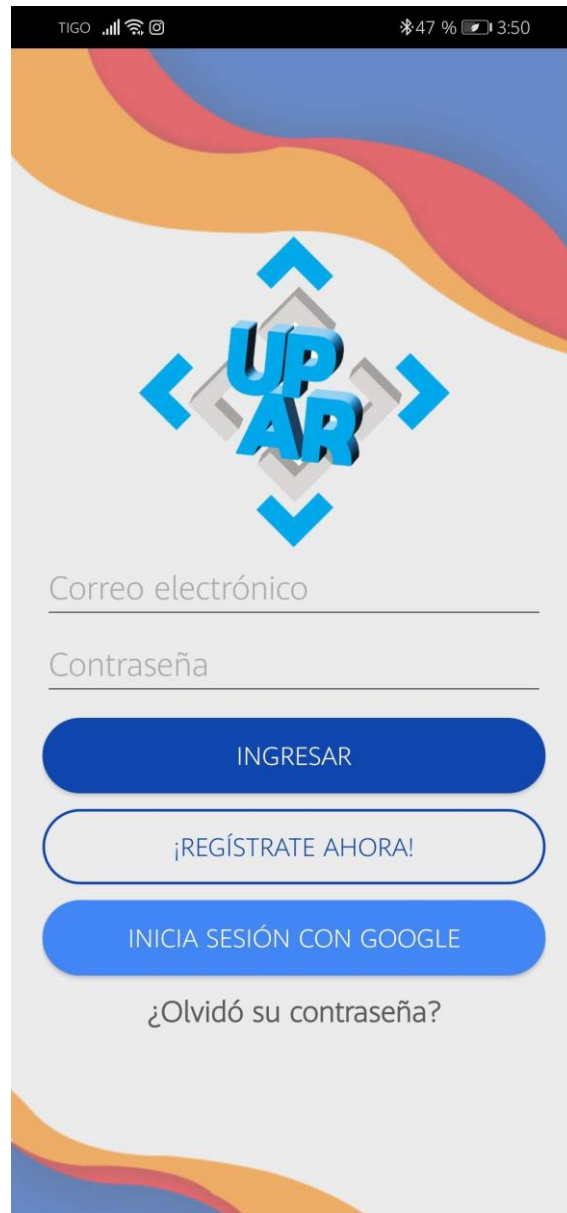 TIGO 47 % 3:50
UP
AR
Correo electrónico
Contraseña
INGRESAR
¡REGÍSTRATE AHORA!
INICIA SESIÓN CON GOOGLE
¿Olvidó su contraseña?